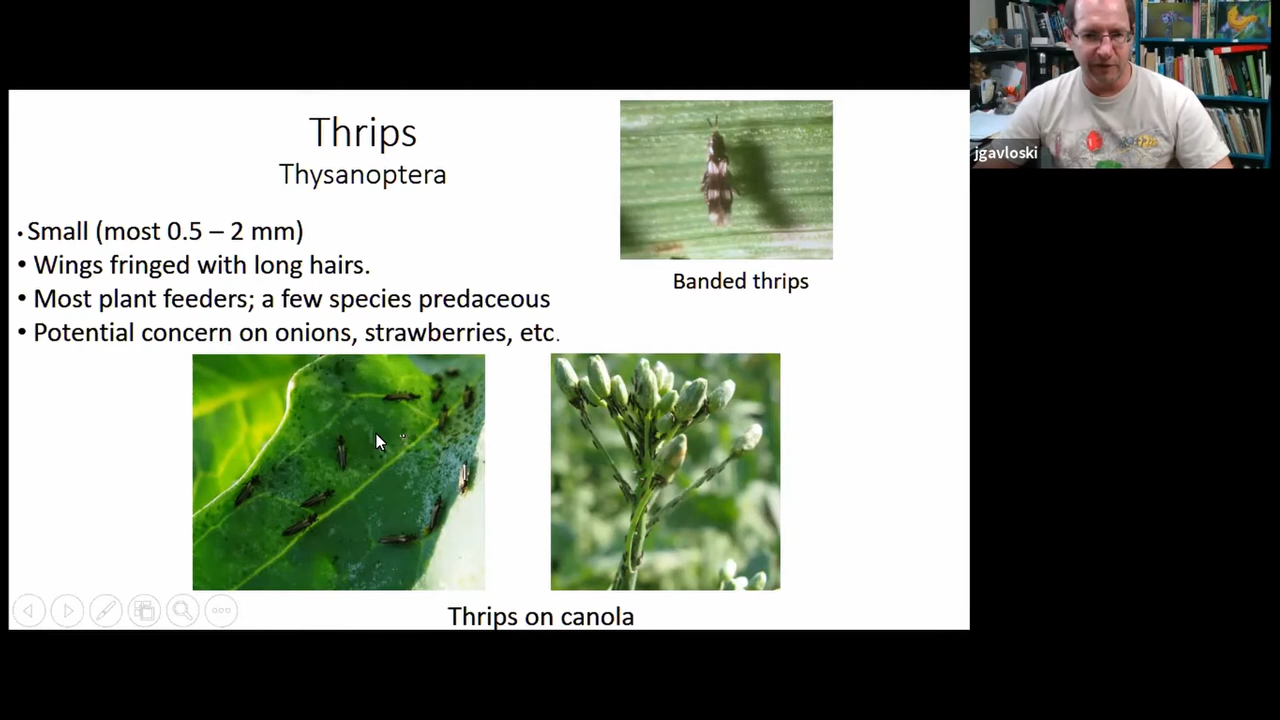 Thrips
Thysanoptera
• Small (most 0.5 – 2 mm)
• Wings fringed with long hairs.
• Most plant feeders; a few species predaceous
• Potential concern on onions, strawberries, etc.
Banded thrips
Thrips on canola
jgavloski